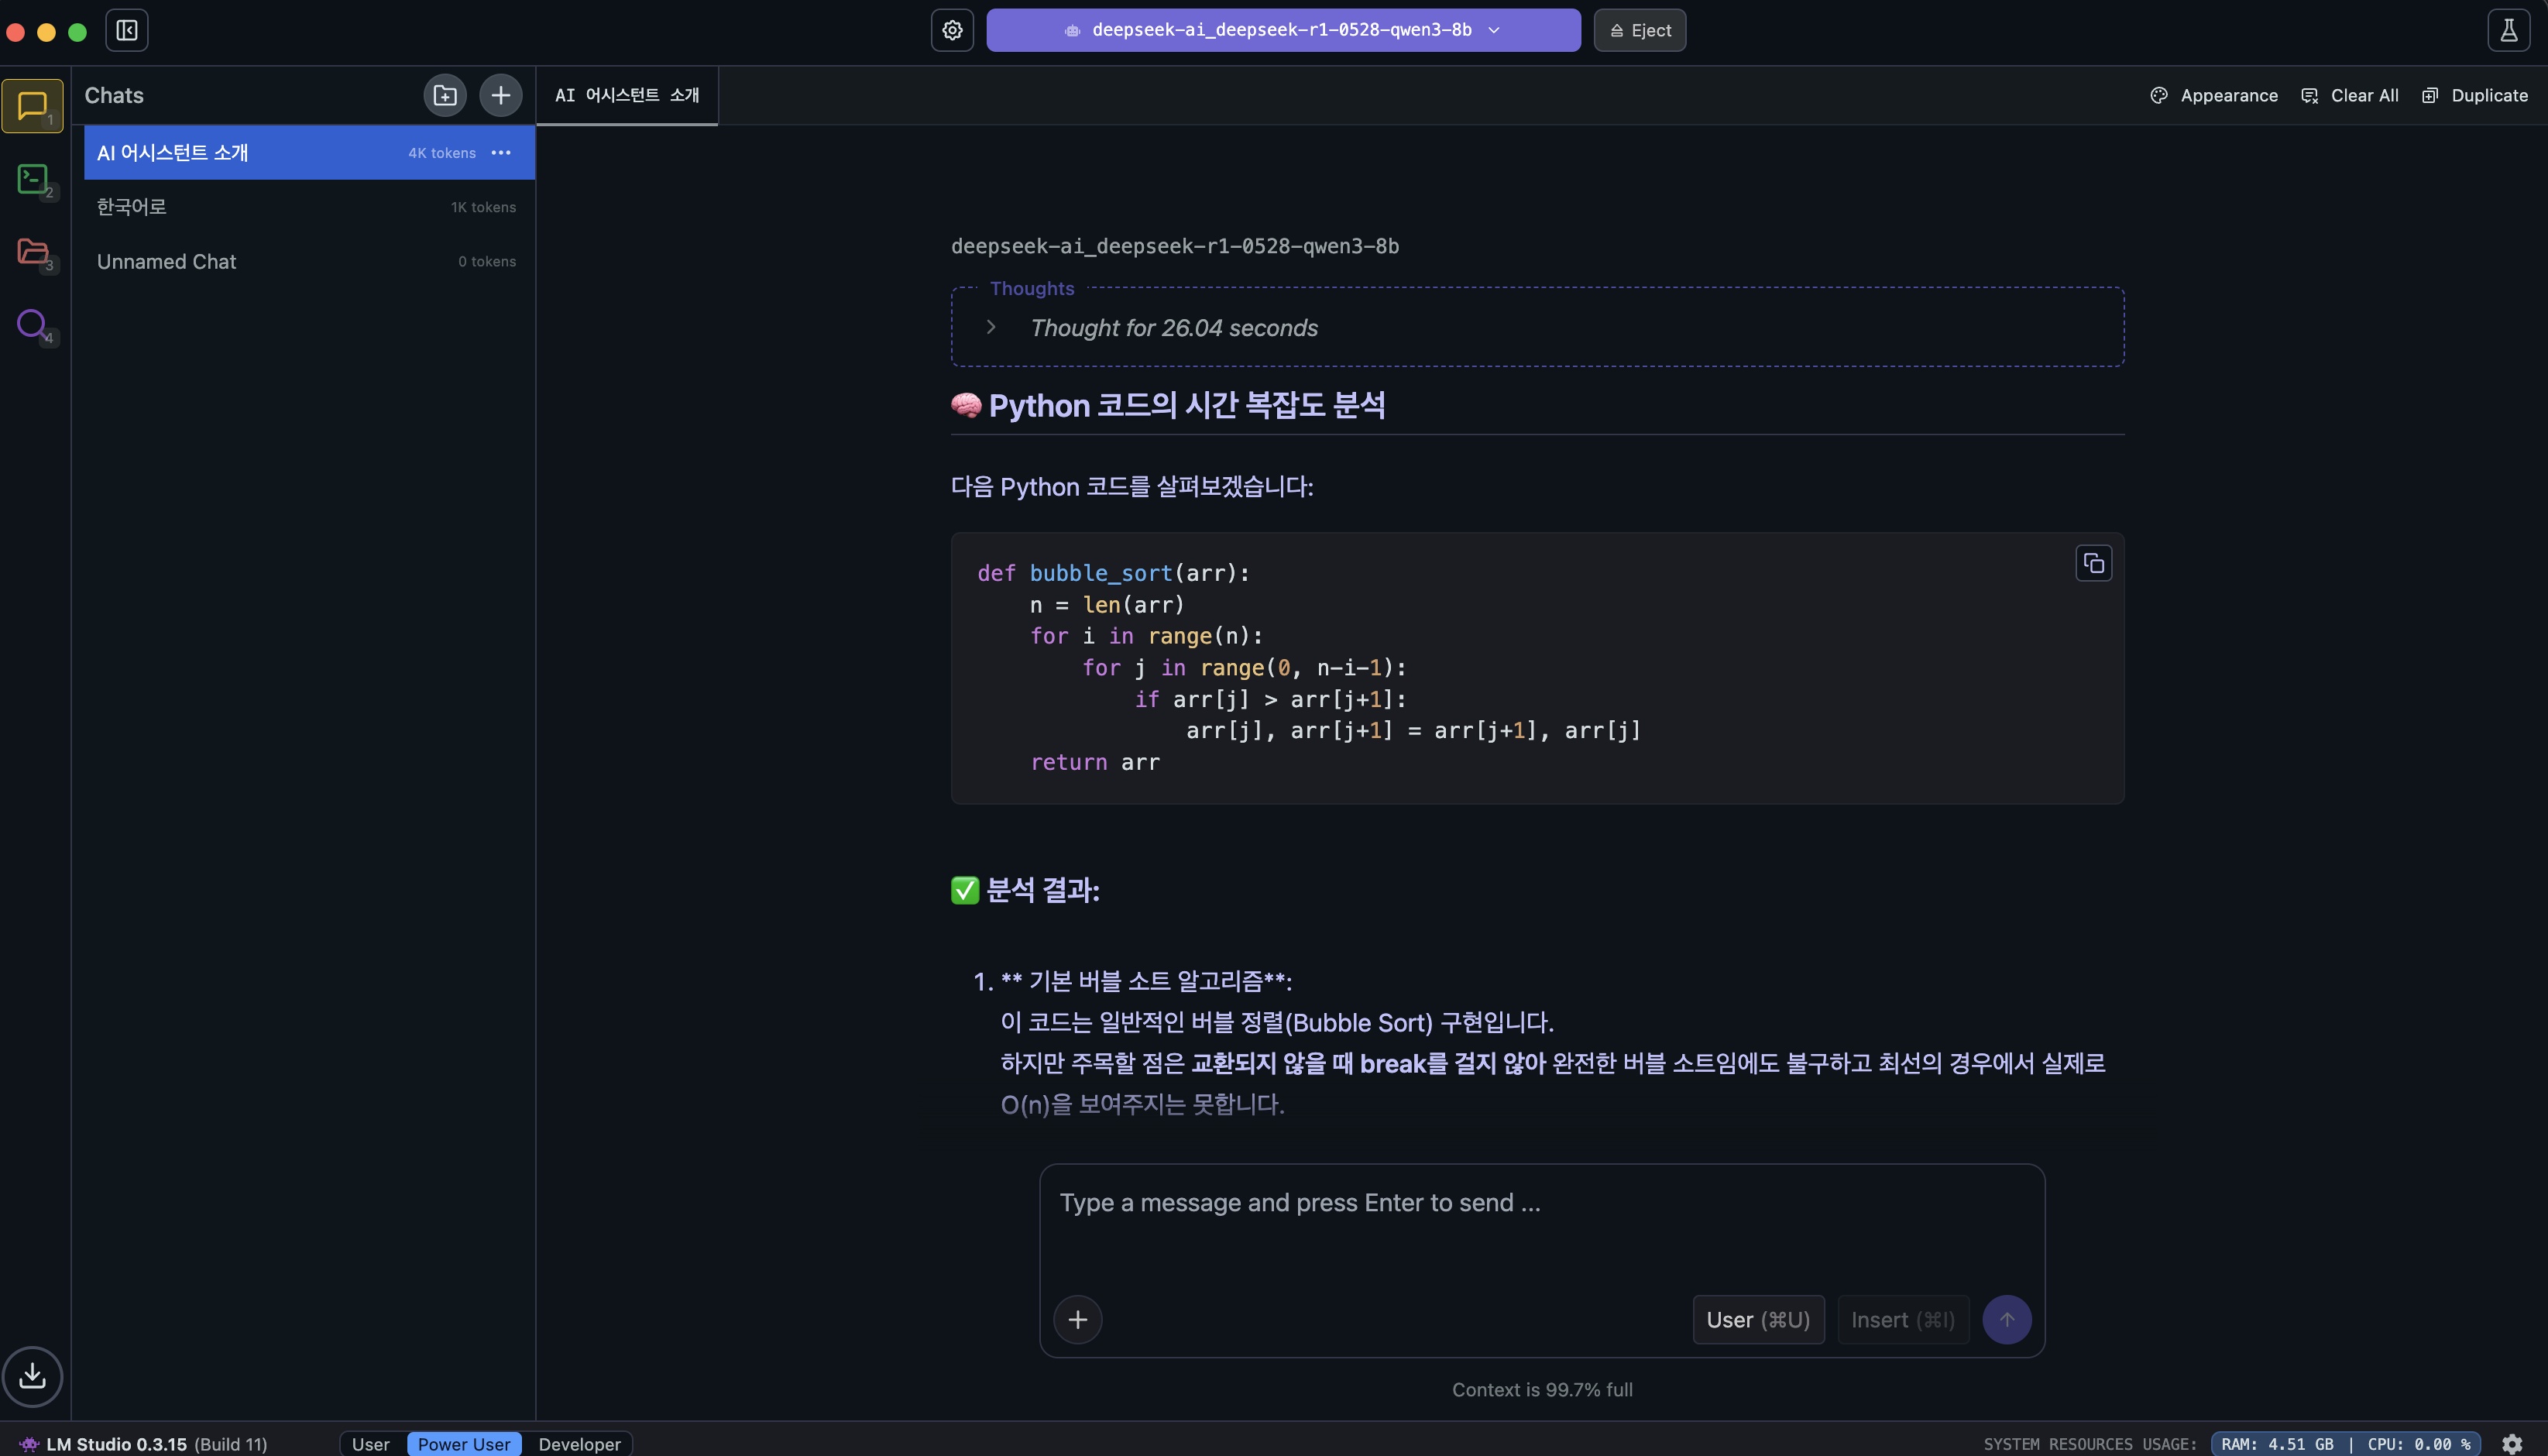 deepseek-ai_deepseek-r1-0528-qwen3-8b
Eject
Chats
AI 어시스턴트 소개
Appearance
Clear All
Duplicate
1
AI 어시스턴트 소개 4K tokens
2
한국어로 1K tokens
3
Unnamed Chat 0 tokens
4
deepseek-ai_deepseek-r1-0528-qwen3-8b
Thoughts
Thought for 26.04 seconds
🧠 Python 코드의 시간 복잡도 분석
다음 Python 코드를 살펴보겠습니다:
def bubble_sort(arr):
    n = len(arr)
    for i in range(n):
        for j in range(0, n-i-1):
            if arr[j] > arr[j+1]:
                arr[j], arr[j+1] = arr[j+1], arr[j]
    return arr
✅ 분석 결과:
1. ** 기본 버블 소트 알고리즘**:
이 코드는 일반적인 버블 정렬(Bubble Sort) 구현입니다.
하지만 주목할 점은 교환되지 않을 때 break를 걸지 않아 완전한 버블 소트임에도 불구하고 최선의 경우에서 실제로
O(n)을 보여주지는 못합니다.
Type a message and press Enter to send ...
User (⌘U)
Insert (⌘I)
Context is 99.7% full
LM Studio 0.3.15 (Build 11)
User
Power User
Developer
SYSTEM RESOURCES USAGE:
RAM: 4.51 GB | CPU: 0.00 %